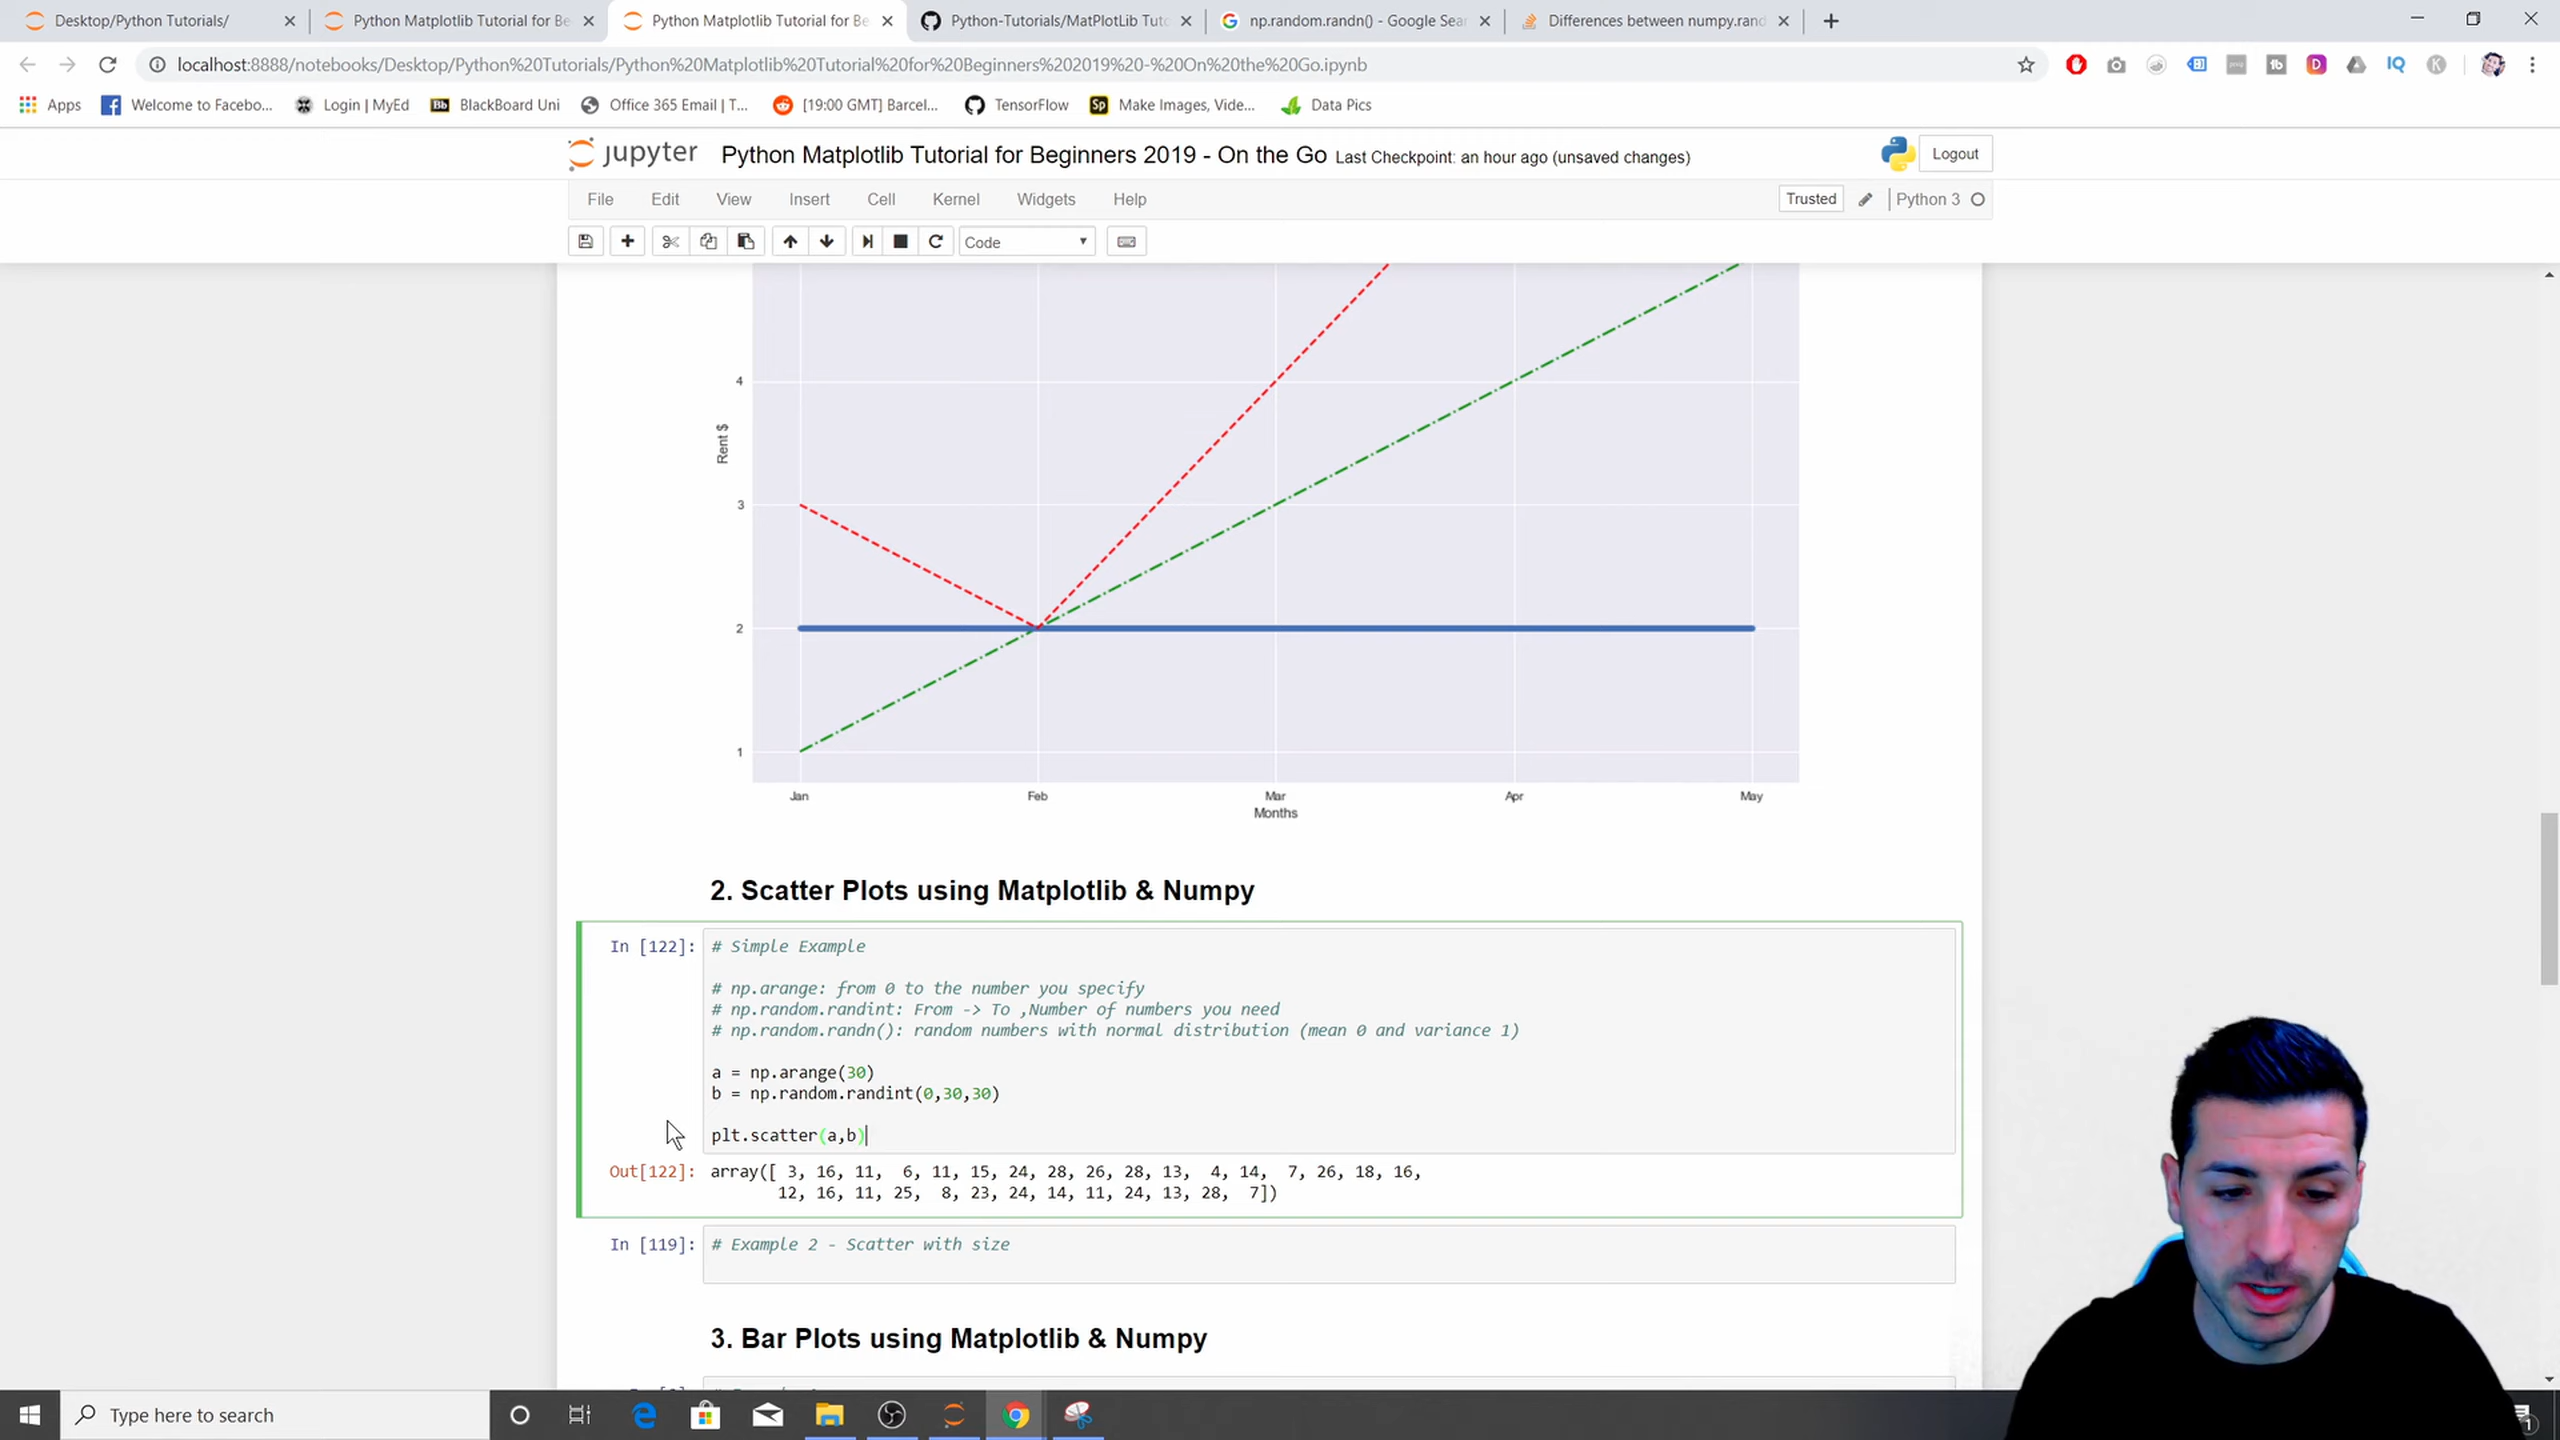 Desktop/Python Tutorials/
Python Matplotlib Tutorial for Be
Python Matplotlib Tutorial for Be
Python-Tutorials/MatPlotLib Tuto
np.random.randn() - Google Sear
Differences between numpy.rand
localhost:8888/notebooks/Desktop/Python%20Tutorials/Python%20Matplotlib%20Tutorial%20for%20Beginners%202019%20-%20On%20the%20Go.ipynb
Apps
Welcome to Facebo...
Login | MyEd
Bb
BlackBoard Uni
Office 365 Email | T...
[19:00 GMT] Barcel...
TensorFlow
Sp
Make Images, Vide...
Data Pics
jupyter
Python Matplotlib Tutorial for Beginners 2019 - On the Go
Last Checkpoint: an hour ago (unsaved changes)
Logout
File
Edit
View
Insert
Cell
Kernel
Widgets
Help
Trusted
Python 3
Code
4
3
2
1
Rent $
Jan
Feb
Mar
Apr
May
Months
2. Scatter Plots using Matplotlib & Numpy
In [122]:
# Simple Example
# np.arange: from 0 to the number you specify
# np.random.randint: From -> To ,Number of numbers you need
# np.random.randn(): random numbers with normal distribution (mean 0 and variance 1)
a = np.arange(30)
b = np.random.randint(0,30,30)
plt.scatter(a,b)
Out[122]:
array([ 3, 16, 11, 6, 11, 15, 24, 28, 26, 28, 13, 4, 14, 7, 26, 18, 16,
12, 16, 11, 25, 8, 23, 24, 14, 11, 24, 13, 28, 7])
In [119]:
# Example 2 - Scatter with size
3. Bar Plots using Matplotlib & Numpy
Type here to search